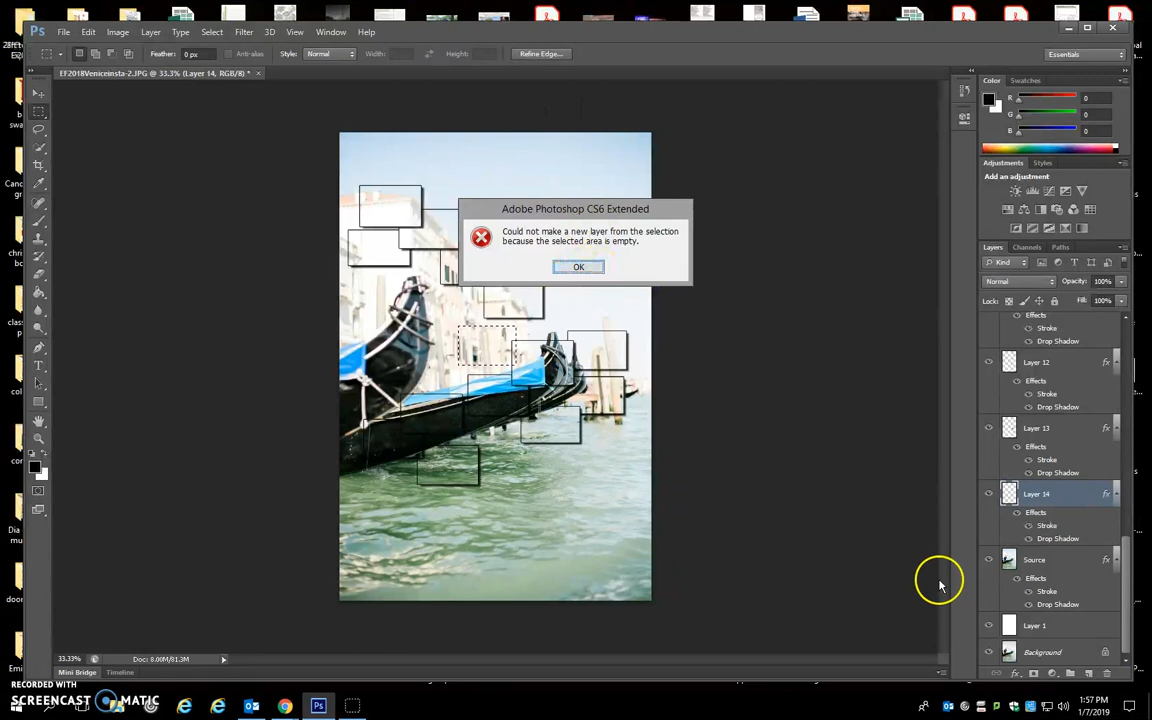 Ps File Edit Image Layer Type Select Filter 3D View Window Help
Feather: 0 px Anti-alias Style: Normal Width: Height: Refine Edge... Essentials
EF2018Veniceinsta-2.JPG @ 33.3% (Layer 14, RGB/8) * ×
Color Swatches
R 0
G 0
B 0
Adjustments Styles
Add an adjustment
Adobe Photoshop CS6 Extended
Could not make a new layer from the selection
because the selected area is empty.
OK
Layers Channels Paths
Kind
Normal Opacity: 100%
Lock: Fill: 100%
Effects
Stroke
Drop Shadow
Layer 12 fx
Effects
Stroke
Drop Shadow
Layer 13 fx
Effects
Stroke
Drop Shadow
Layer 14 fx
Effects
Stroke
Drop Shadow
Source fx
Effects
Stroke
Drop Shadow
Layer 1
Background
33.33% Doc: 8.00M/81.3M
Mini Bridge Timeline
RECORDED WITH
SCREENCAST MATIC
1:57 PM
1/7/2019